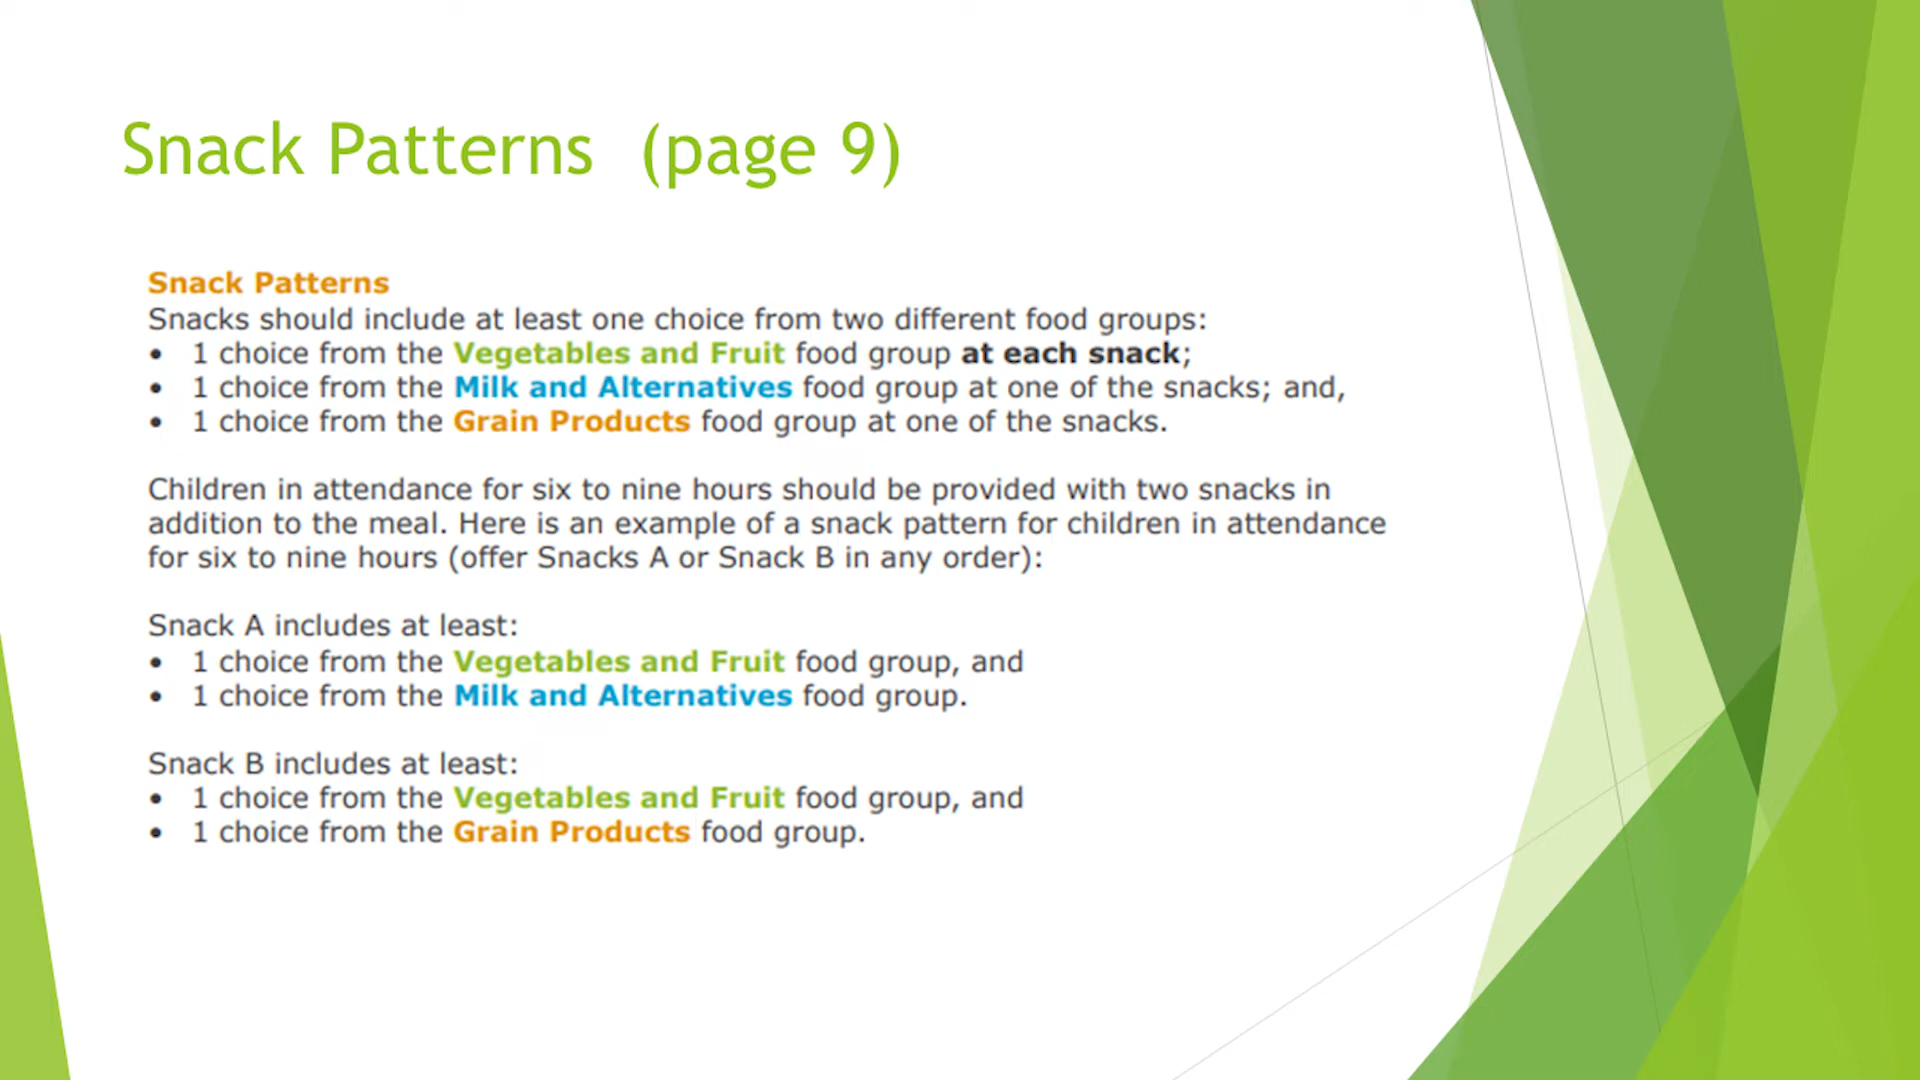 Snack Patterns (page 9)
Snack Patterns
Snacks should include at least one choice from two different food groups:
• 1 choice from the Vegetables and Fruit food group at each snack;
• 1 choice from the Milk and Alternatives food group at one of the snacks; and,
• 1 choice from the Grain Products food group at one of the snacks.
Children in attendance for six to nine hours should be provided with two snacks in
addition to the meal. Here is an example of a snack pattern for children in attendance
for six to nine hours (offer Snacks A or Snack B in any order):
Snack A includes at least:
• 1 choice from the Vegetables and Fruit food group, and
• 1 choice from the Milk and Alternatives food group.
Snack B includes at least:
• 1 choice from the Vegetables and Fruit food group, and
• 1 choice from the Grain Products food group.